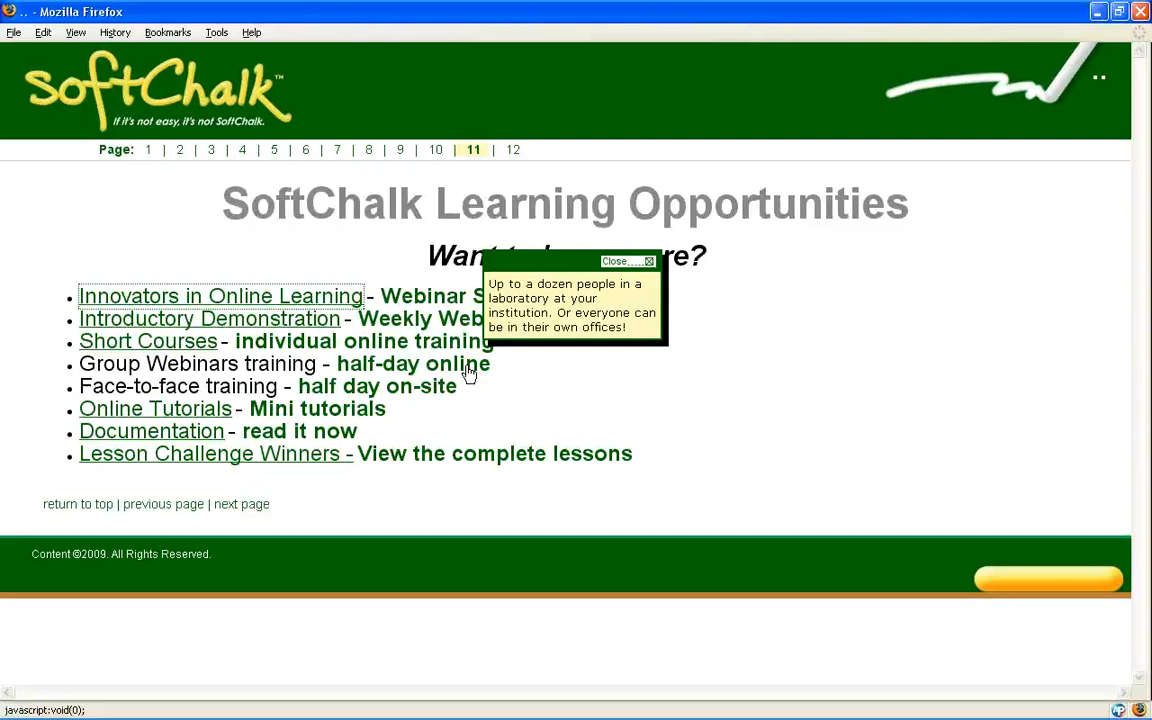 .. - Mozilla Firefox
File Edit View History Bookmarks Tools Help
softChalk™
If it's not easy, it's not SoftChalk.
..
Page: 1 | 2 | 3 | 4 | 5 | 6 | 7 | 8 | 9 | 10 | 11 | 12
SoftChalk Learning Opportunities
Want re?
Close
Up to a dozen people in a
laboratory at your
institution. Or everyone can
be in their own offices!
• Innovators in Online Learning - Webinar S
• Introductory Demonstration - Weekly Web
• Short Courses - individual online training
• Group Webinars training - half-day online
• Face-to-face training - half day on-site
• Online Tutorials - Mini tutorials
• Documentation - read it now
• Lesson Challenge Winners - View the complete lessons
return to top | previous page | next page
Content ©2009. All Rights Reserved.
javascript:void(0);